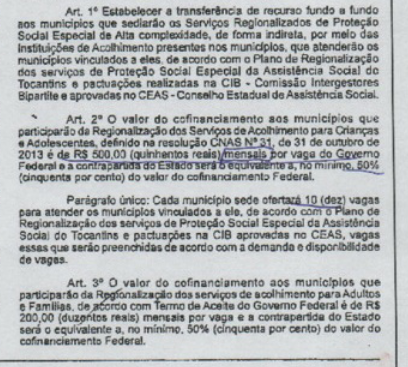 Art. 1º Estabelecer a transferência de recurso fundo a fundo
aos municípios que sediarão os Serviços Regionalizados de Proteção
Social Especial de Alta complexidade, de forma indireta, por meio das
Instituições de Acolhimento presentes nos municípios, que atenderão os
municípios vinculados a eles, de acordo com o Plano de Regionalização
dos serviços de Proteção Social Especial da Assistência Social do
Tocantins e pactuações realizadas na CIB - Comissão Intergestores
Bipartite e aprovadas no CEAS - Conselho Estadual de Assistência Social.
Art. 2º O valor do cofinanciamento aos municípios que
participarão da Regionalização dos Serviços de Acolhimento para Crianças
e Adolescentes, definido na resolução CNAS Nº 31, de 31 de outubro de
2013 é de R$ 500,00 (quinhentos reais) mensais por vaga do Governo
Federal e a contrapartida do Estado será o equivalente a, no mínimo, 50%
(cinquenta por cento) do valor do cofinanciamento Federal.
Parágrafo único: Cada município sede ofertará 10 (dez) vagas
para atender os municípios vinculados a ele, de acordo com o Plano de
Regionalização dos serviços de Proteção Social Especial da Assistência
Social do Tocantins e pactuações na CIB aprovadas no CEAS, vagas
essas que serão preenchidas de acordo com a demanda e disponibilidade
de vagas.
Art. 3º O valor do cofinanciamento aos municípios que
participarão da Regionalização dos serviços de acolhimento para Adultos
e Famílias, de acordo com Termo de Aceite do Governo Federal é de R$
200,00 (duzentos reais) mensais por vaga e a contrapartida do Estado
será o equivalente a, no mínimo, 50% (cinquenta por cento) do valor do
cofinanciamento Federal.